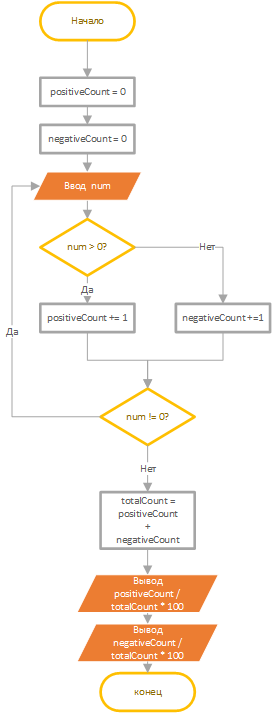 Начало
positiveCount = 0
negativeCount = 0
Ввод num
num > 0?
Нет
Да
positiveCount += 1
negativeCount +=1
Да
num != 0?
Нет
totalCount =
positiveCount
+
negativeCount
Вывод
positiveCount /
totalCount * 100
Вывод
negativeCount /
totalCount * 100
конец